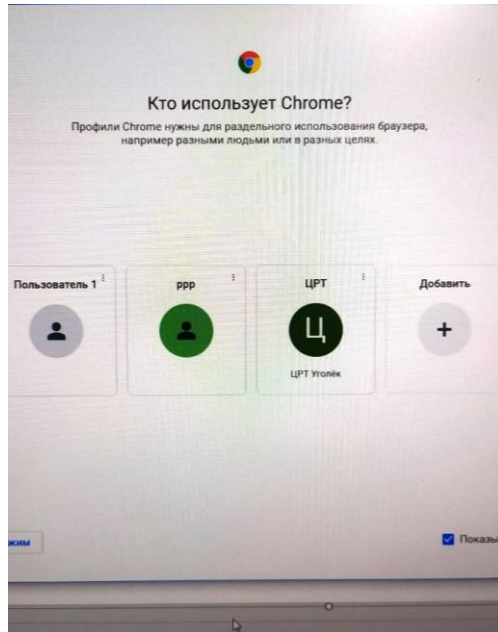 Кто использует Chrome?
Профили Chrome нужны для раздельного использования браузера,
например разными людьми или в разных целях.
Пользователь 1
ppp
ЦРТ
Добавить
Ц
ЦРТ Уголёк
жим
Показы